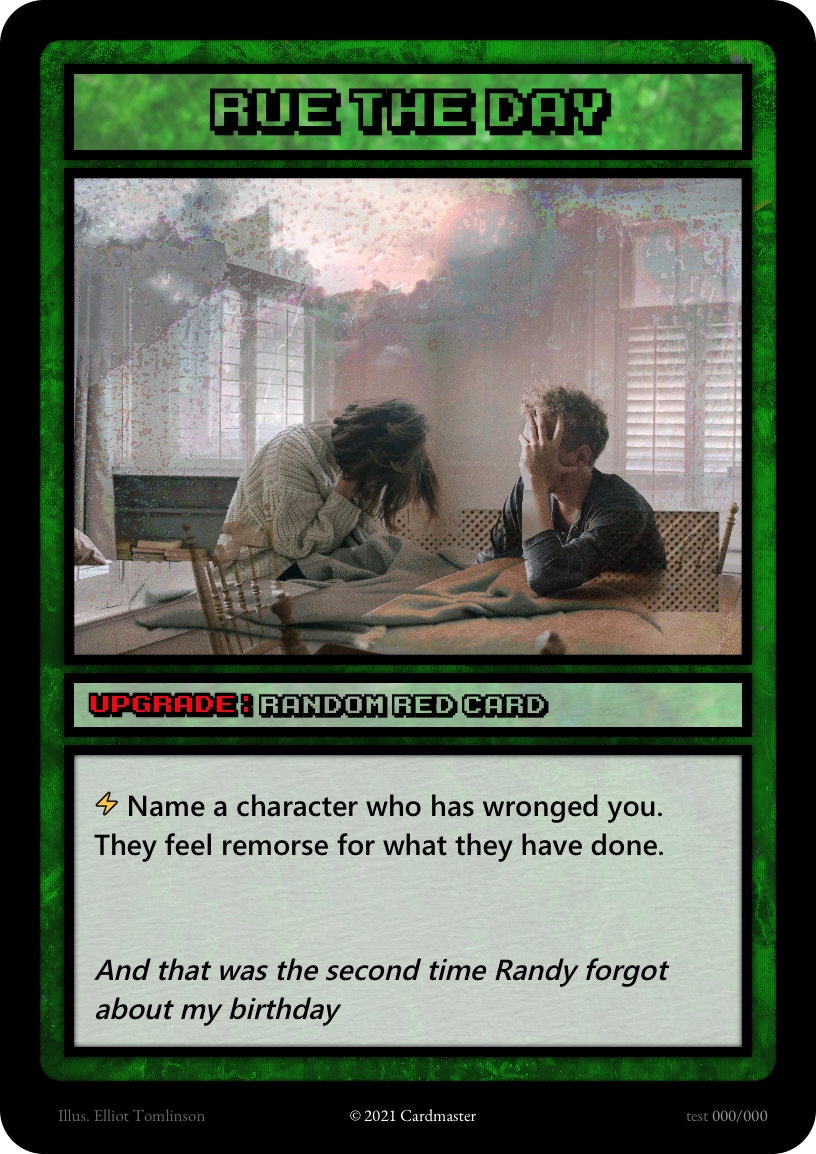 RUE THE DAY
UPGRADE: RANDOM RED CARD
⚡ Name a character who has wronged you.
They feel remorse for what they have done.
And that was the second time Randy forgot
about my birthday
Illus. Elliot Tomlinson © 2021 Cardmaster test 000/000